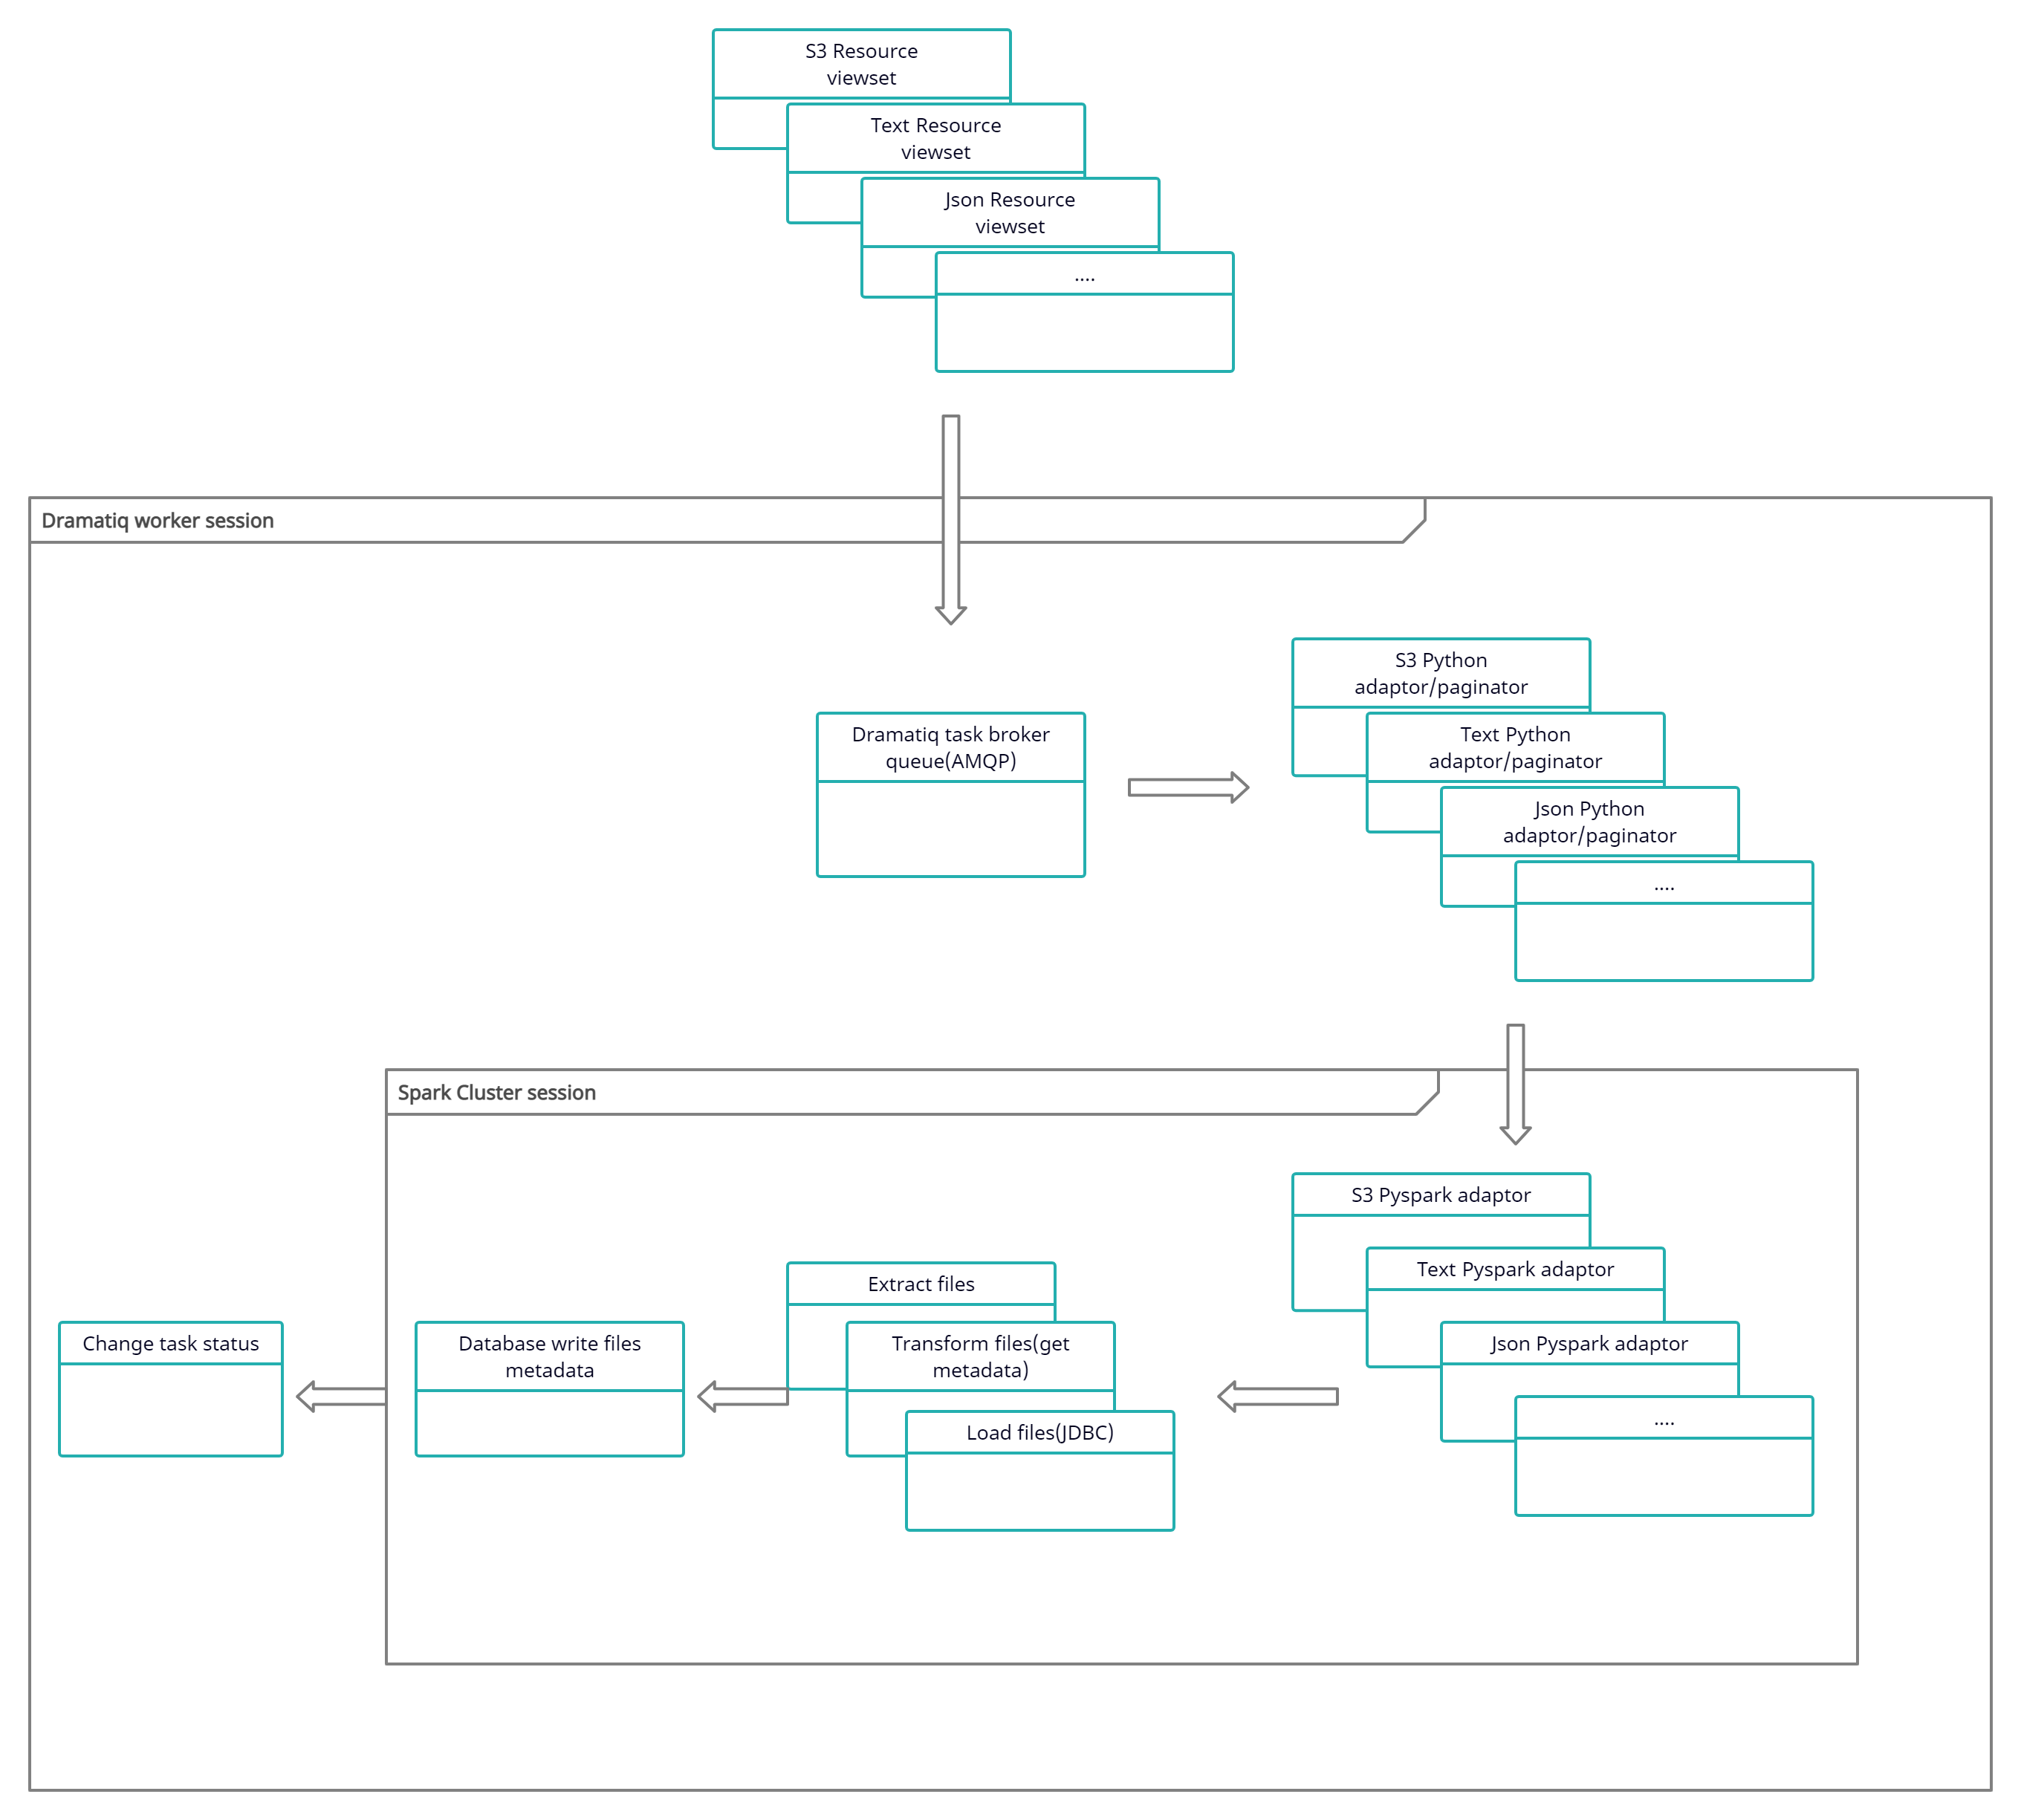 S3 Resource
viewset
Text Resource
viewset
Json Resource
viewset
....
Dramatiq worker session
S3 Python
adaptor/paginator
Dramatiq task broker
queue(AMQP)
Text Python
adaptor/paginator
Json Python
adaptor/paginator
....
Spark Cluster session
S3 Pyspark adaptor
Text Pyspark adaptor
Json Pyspark adaptor
....
Extract files
Transform files(get
metadata)
Load files(JDBC)
Database write files
metadata
Change task status